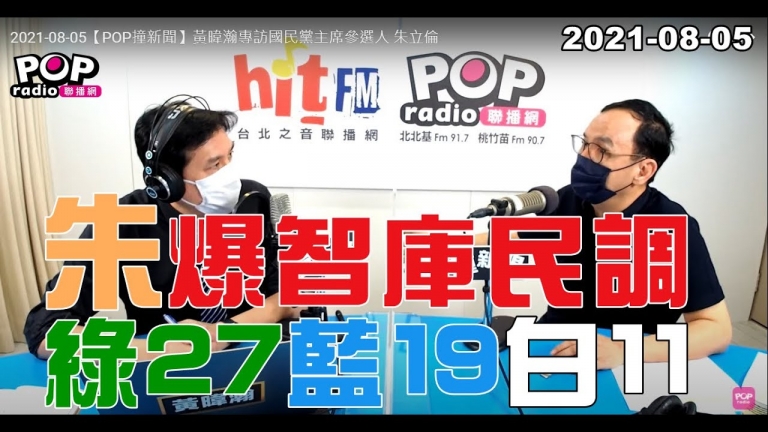 2021-08-05【POP撞新聞】黃暐瀚專訪國民黨主席參選人 朱立倫
2021-08-05
POP
radio 聯播網
hit FM
台北之音聯播網
POP
radio 聯播網
北北基 Fm 91.7 桃竹苗 Fm 90.7
朱爆智庫民調
綠27藍19白11
黃暐瀚
POP
radio